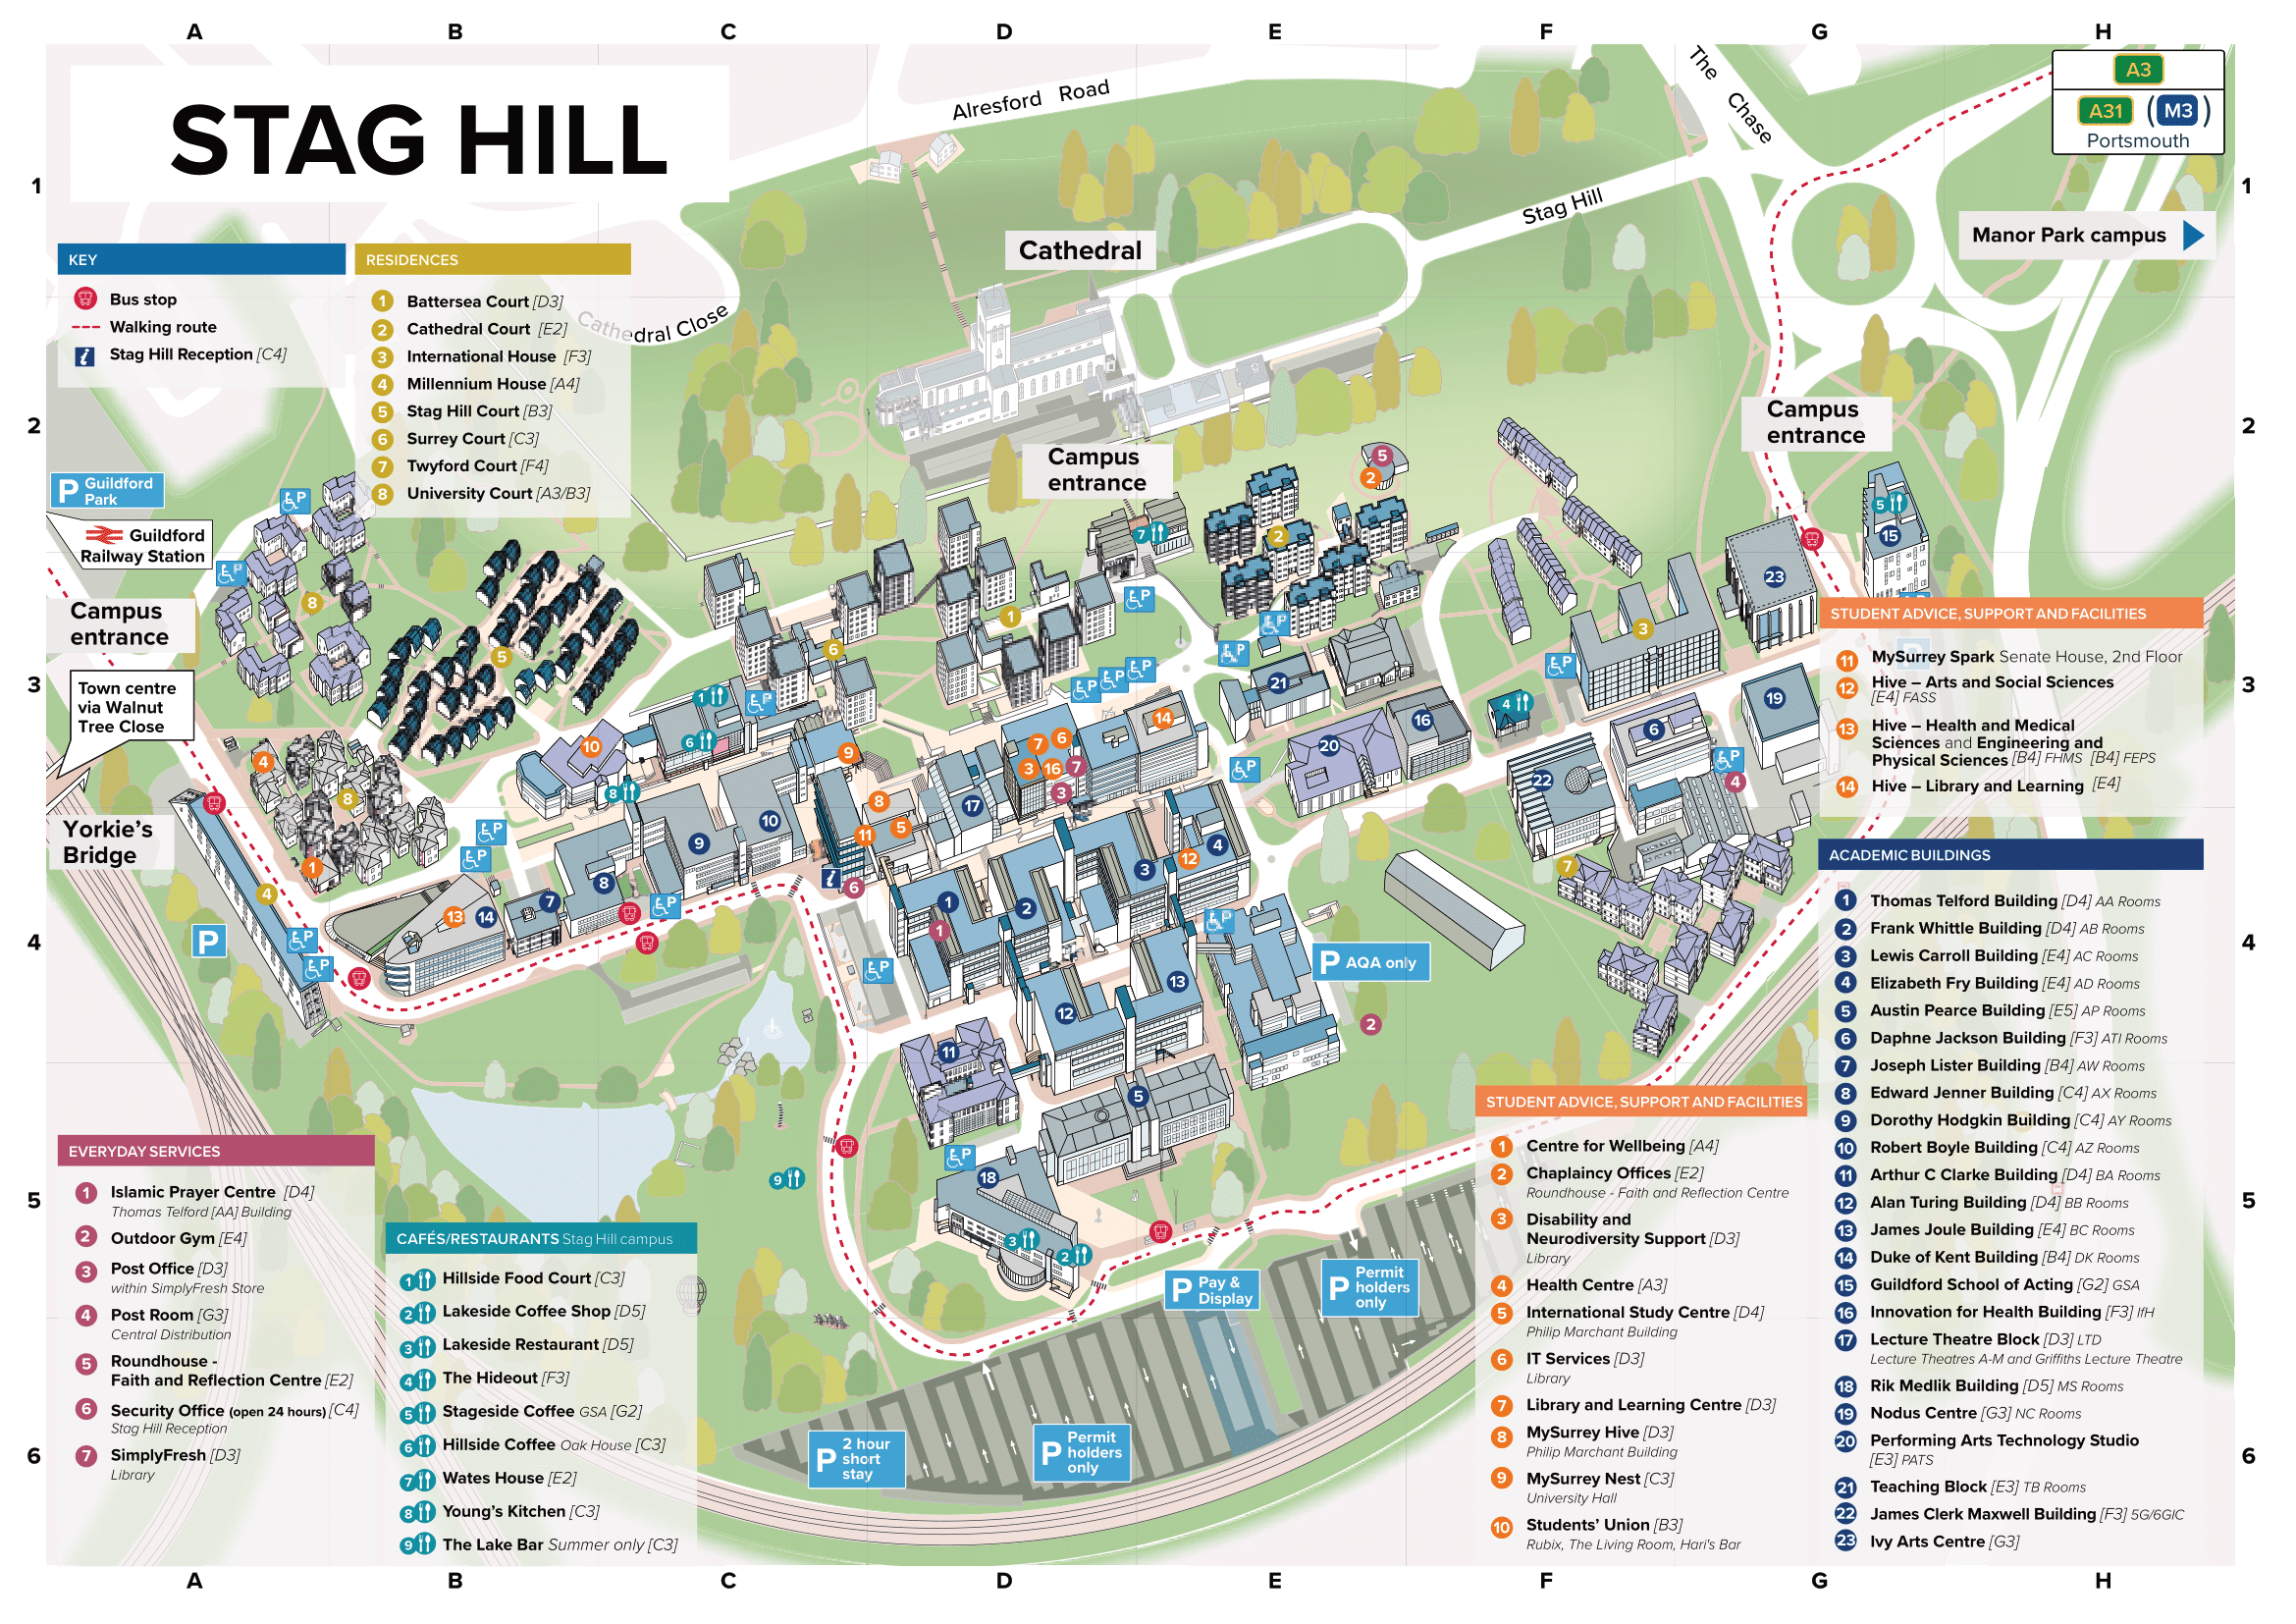 A B C D E F G H
STAG HILL
Alresford Road
The Chase
A3
A31 (M3)
Portsmouth
1 1
Stag Hill
Manor Park campus
Cathedral
KEY
Bus stop
Walking route
Stag Hill Reception [C4]
RESIDENCES
1 Battersea Court [D3]
2 Cathedral Court [E2]
3 International House [F3]
4 Millennium House [A4]
5 Stag Hill Court [B3]
6 Surrey Court [C3]
7 Twyford Court [F4]
8 University Court [A3/B3]
Cathedral Close
2 2
Campus
entrance
Campus
entrance
P Guildford
Park
Guildford
Railway Station
Campus
entrance
3 3
Town centre
via Walnut
Tree Close
Yorkie's
Bridge
4 4
P
P AQA only
STUDENT ADVICE, SUPPORT AND FACILITIES
11 MySurrey Spark Senate House, 2nd Floor
12 Hive – Arts and Social Sciences
[E4] FASS
13 Hive – Health and Medical
Sciences and Engineering and
Physical Sciences [B4] FHMS [B4] FEPS
14 Hive – Library and Learning [E4]
ACADEMIC BUILDINGS
1 Thomas Telford Building [D4] AA Rooms
2 Frank Whittle Building [D4] AB Rooms
3 Lewis Carroll Building [E4] AC Rooms
4 Elizabeth Fry Building [E4] AD Rooms
5 Austin Pearce Building [E5] AP Rooms
6 Daphne Jackson Building [F3] ATI Rooms
7 Joseph Lister Building [B4] AW Rooms
8 Edward Jenner Building [C4] AX Rooms
9 Dorothy Hodgkin Building [C4] AY Rooms
10 Robert Boyle Building [C4] AZ Rooms
11 Arthur C Clarke Building [D4] BA Rooms
12 Alan Turing Building [D4] BB Rooms
13 James Joule Building [E4] BC Rooms
14 Duke of Kent Building [B4] DK Rooms
15 Guildford School of Acting [G2] GSA
16 Innovation for Health Building [F3] IfH
17 Lecture Theatre Block [D3] LTD
Lecture Theatres A-M and Griffiths Lecture Theatre
18 Rik Medlik Building [D5] MS Rooms
19 Nodus Centre [G3] NC Rooms
20 Performing Arts Technology Studio
[E3] PATS
21 Teaching Block [E3] TB Rooms
22 James Clerk Maxwell Building [F3] 5G/6GIC
23 Ivy Arts Centre [G3]
5 5
EVERYDAY SERVICES
1 Islamic Prayer Centre [D4]
Thomas Telford [AA] Building
2 Outdoor Gym [E4]
3 Post Office [D3]
within SimplyFresh Store
4 Post Room [G3]
Central Distribution
5 Roundhouse -
Faith and Reflection Centre [E2]
6 Security Office (open 24 hours) [C4]
Stag Hill Reception
7 SimplyFresh [D3]
Library
CAFÉS/RESTAURANTS Stag Hill campus
1 Hillside Food Court [C3]
2 Lakeside Coffee Shop [D5]
3 Lakeside Restaurant [D5]
4 The Hideout [F3]
5 Stageside Coffee GSA [G2]
6 Hillside Coffee Oak House [C3]
7 Wates House [E2]
8 Young's Kitchen [C3]
9 The Lake Bar Summer only [C3]
STUDENT ADVICE, SUPPORT AND FACILITIES
1 Centre for Wellbeing [A4]
2 Chaplaincy Offices [E2]
Roundhouse - Faith and Reflection Centre
3 Disability and
Neurodiversity Support [D3]
Library
4 Health Centre [A3]
5 International Study Centre [D4]
Philip Marchant Building
6 IT Services [D3]
Library
7 Library and Learning Centre [D3]
8 MySurrey Hive [D3]
Philip Marchant Building
9 MySurrey Nest [C3]
University Hall
10 Students' Union [B3]
Rubix, The Living Room, Hari's Bar
P Pay &
Display
P Permit
holders
only
P 2 hour
short
stay
P Permit
holders
only
6 6
A B C D E F G H